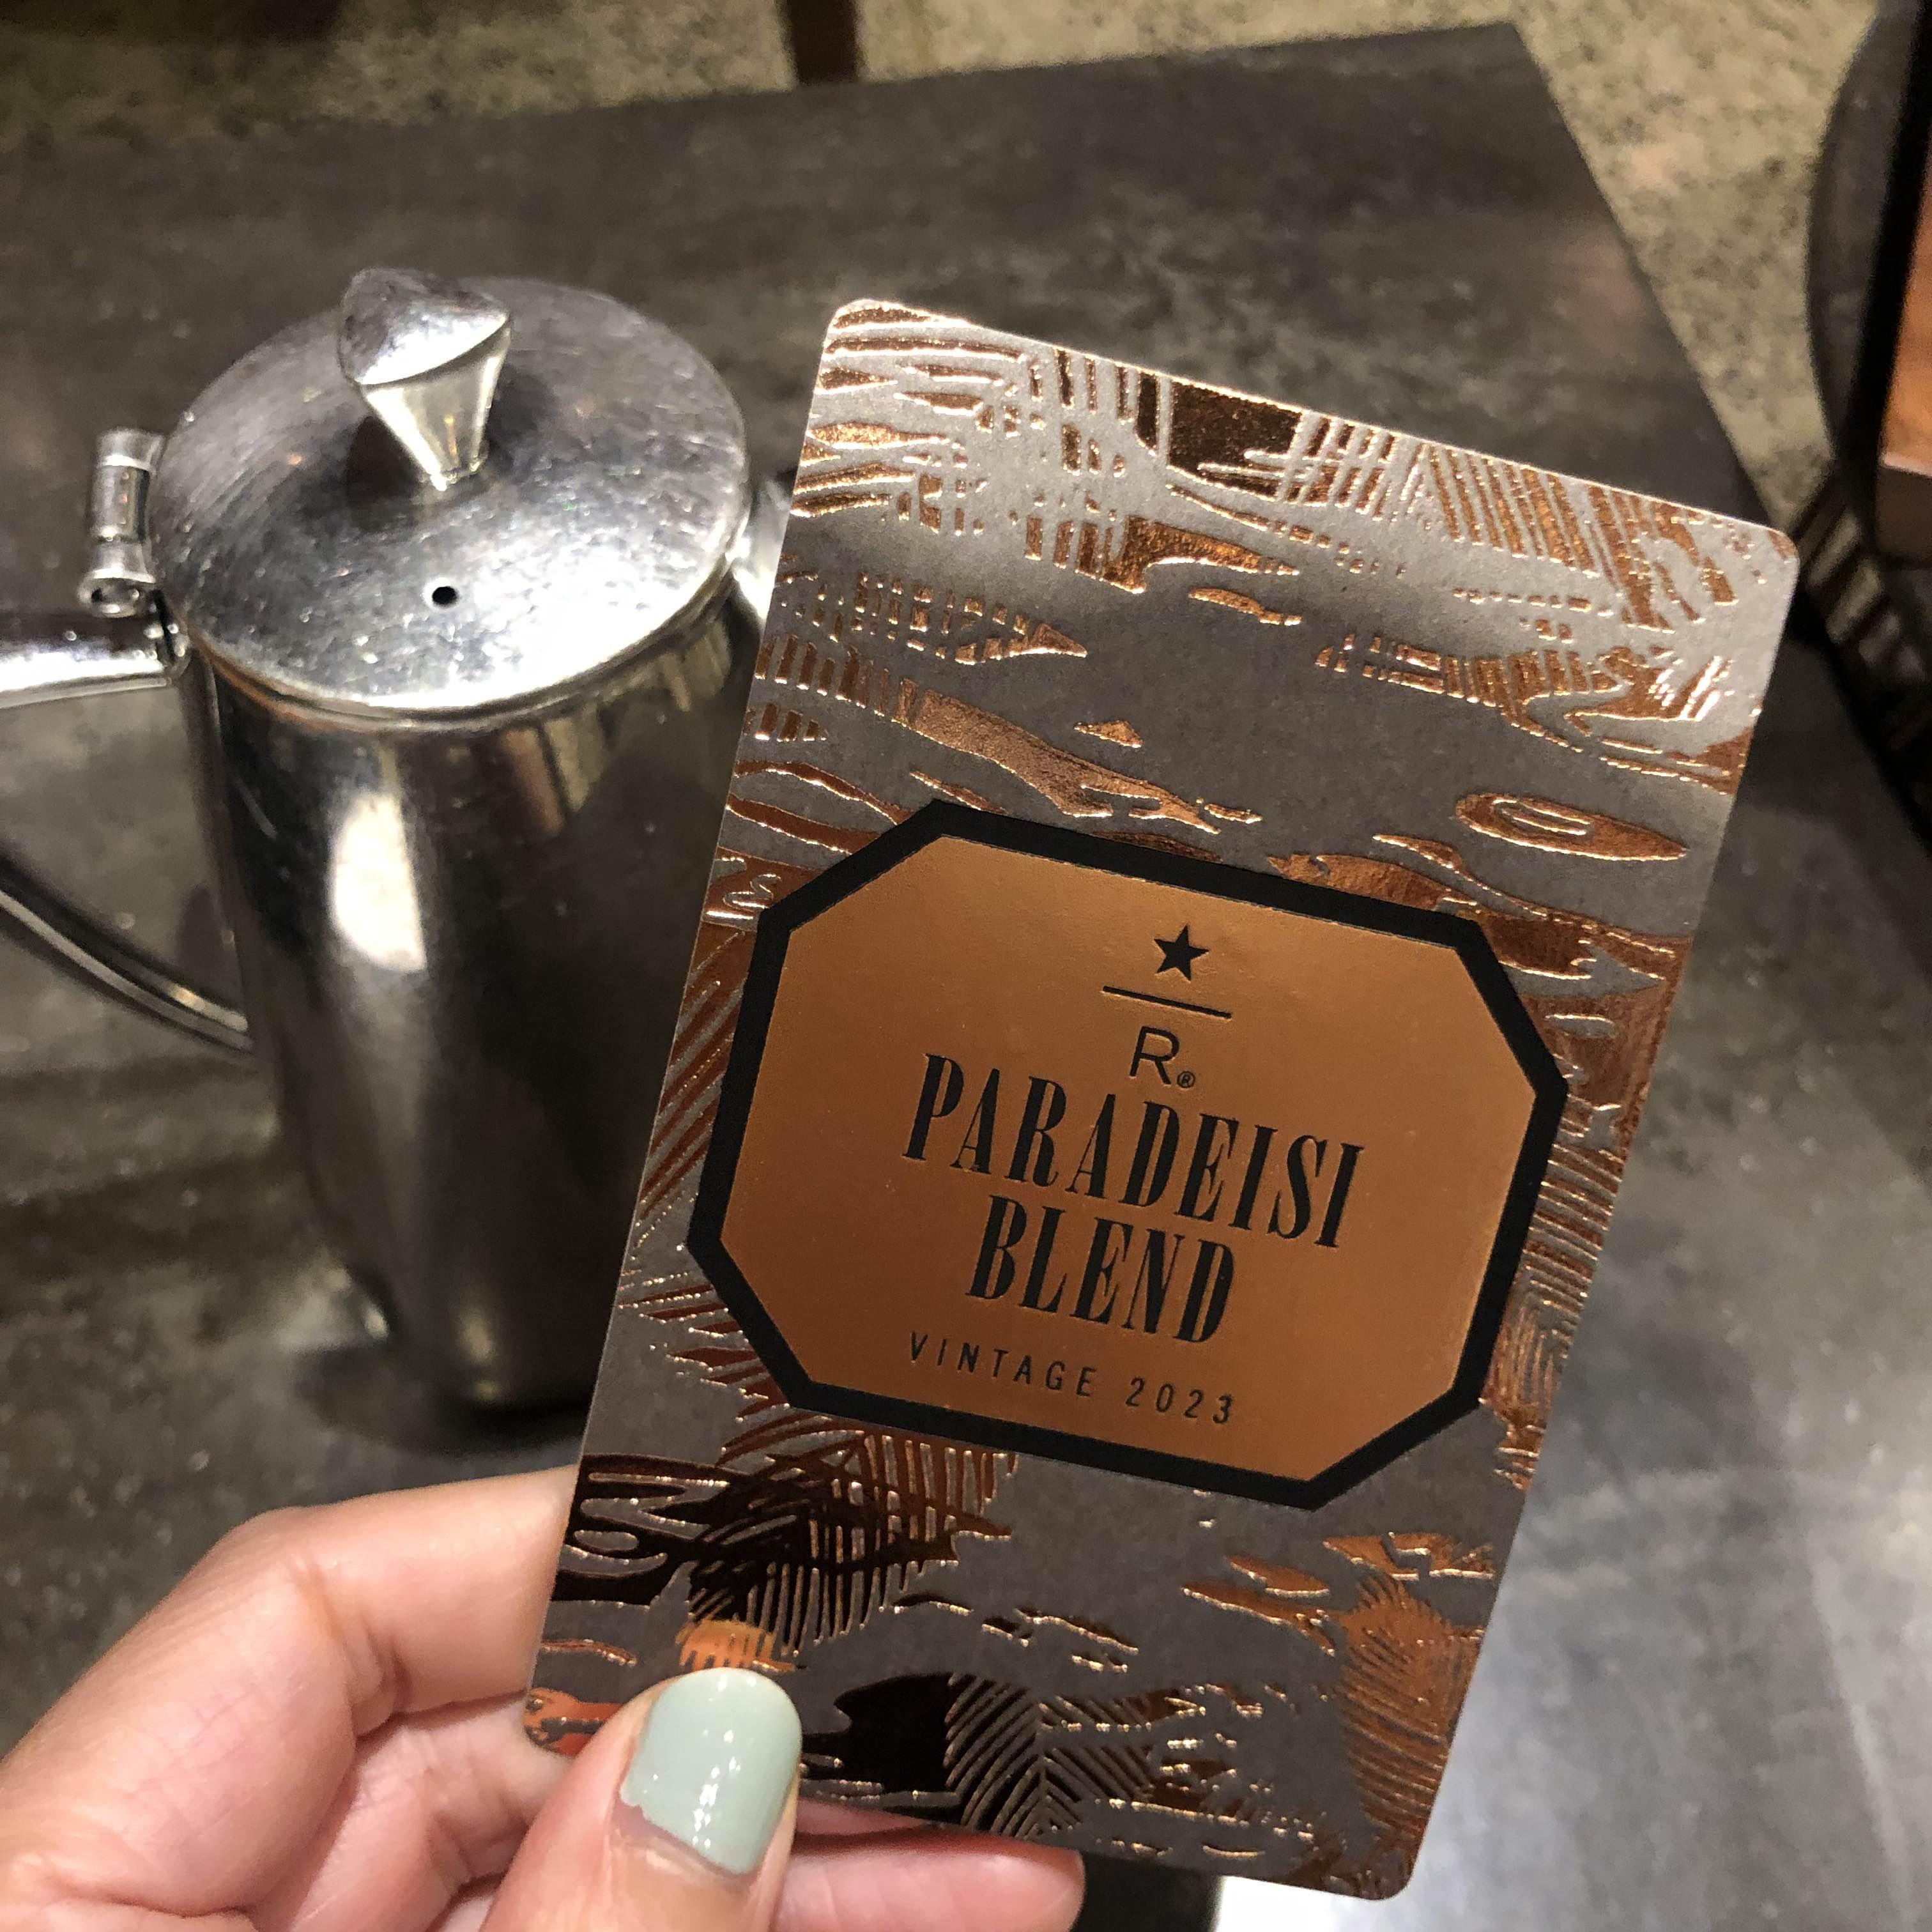 R®
PARADEISI
BLEND
VINTAGE 2023